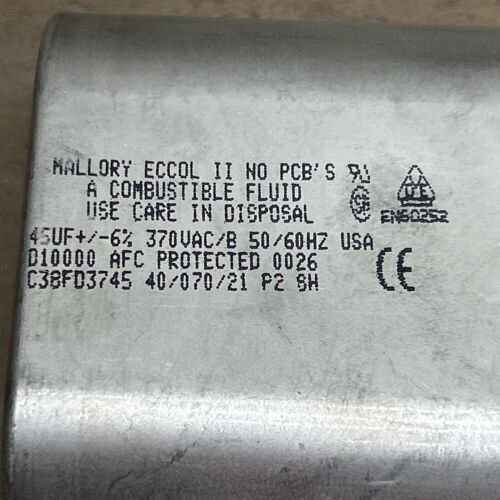 MALLORY ECCOL II NO PCB'S
A COMBUSTIBLE FLUID
USE CARE IN DISPOSAL
EN60252
45UF+/-6% 370VAC/B 50/60HZ USA
D10000 AFC PROTECTED 0026
C38FD3745 40/070/21 P2 SH
CE